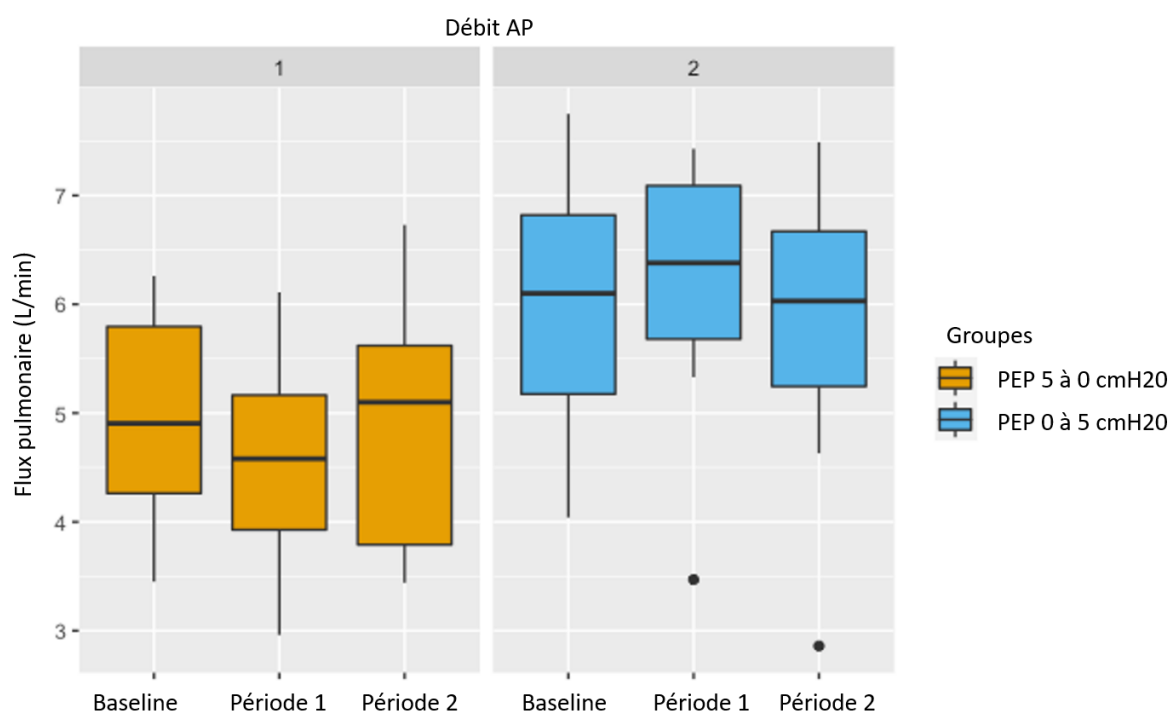 Débit AP
1
2
7
6
5
4
3
Flux pulmonaire (L/min)
Baseline
Période 1
Période 2
Baseline
Période 1
Période 2
Groupes
PEP 5 à 0 cmH20
PEP 0 à 5 cmH20